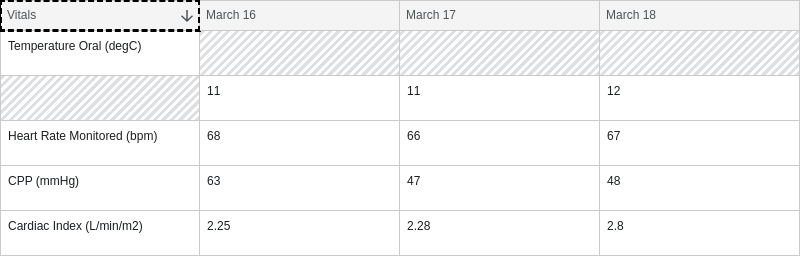 Vitals March 16 March 17 March 18
Temperature Oral (degC)
11 11 12
Heart Rate Monitored (bpm) 68 66 67
CPP (mmHg) 63 47 48
Cardiac Index (L/min/m2) 2.25 2.28 2.8